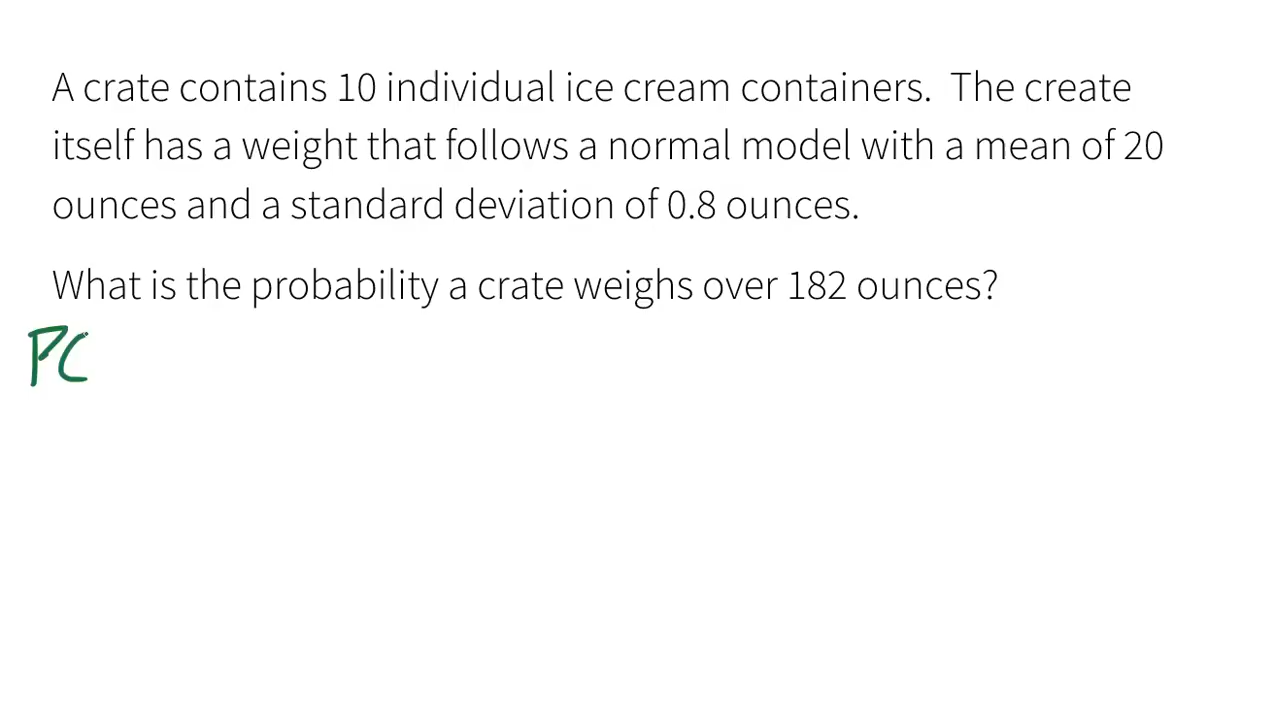 A crate contains 10 individual ice cream containers. The create
itself has a weight that follows a normal model with a mean of 20
ounces and a standard deviation of 0.8 ounces.
What is the probability a crate weighs over 182 ounces?
PC